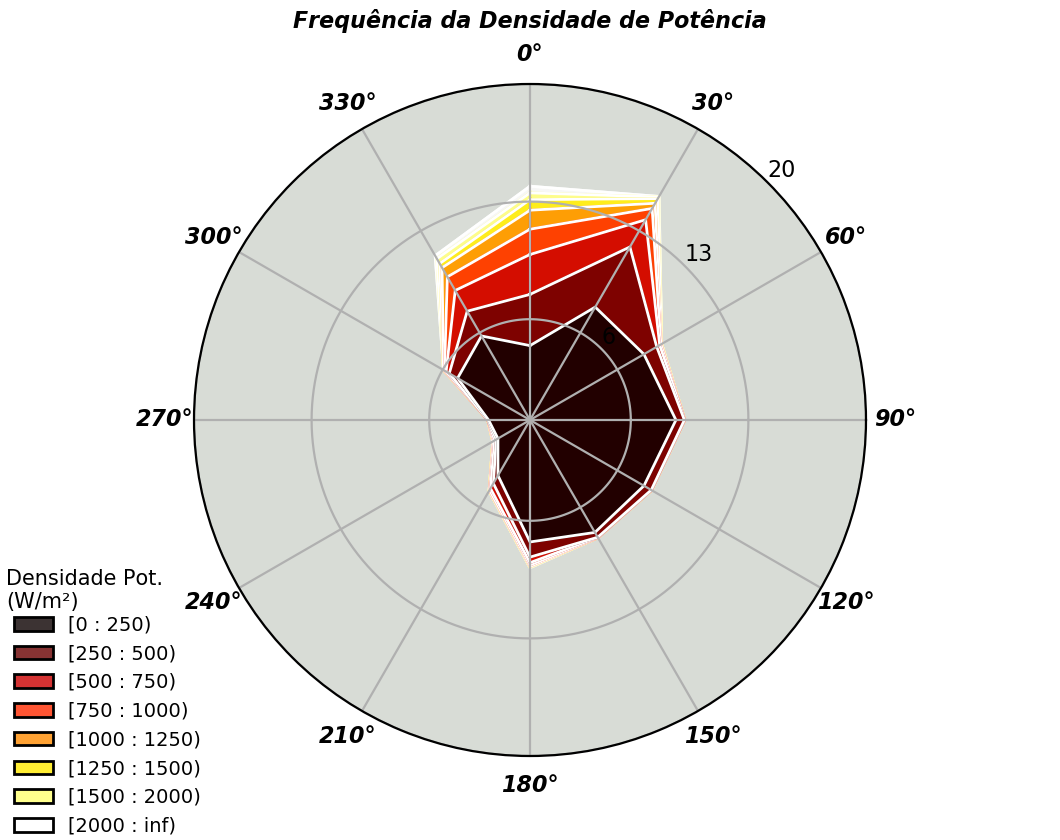 Frequência da Densidade de Potência
0°
330°
30°
20
300°
60°
13
6
270°
90°
Densidade Pot.
(W/m²)
240°
120°
[0 : 250)
[250 : 500)
[500 : 750)
[750 : 1000)
[1000 : 1250)
[1250 : 1500)
[1500 : 2000)
[2000 : inf)
210°
150°
180°